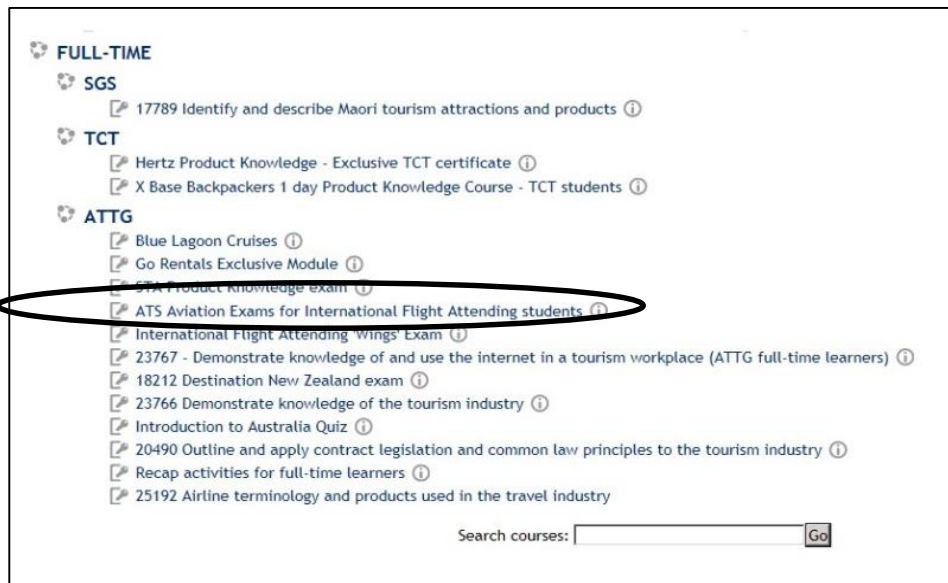 FULL-TIME
SGS
17789 Identify and describe Maori tourism attractions and products
TCT
Hertz Product Knowledge - Exclusive TCT certificate
X Base Backpackers 1 day Product Knowledge Course - TCT students
ATTG
Blue Lagoon Cruises
Go Rentals Exclusive Module
STA Product Knowledge exam
ATS Aviation Exams for International Flight Attending students
International Flight Attending 'Wings' Exam
23767 - Demonstrate knowledge of and use the internet in a tourism workplace (ATTG full-time learners)
18212 Destination New Zealand exam
23766 Demonstrate knowledge of the tourism industry
Introduction to Australia Quiz
20490 Outline and apply contract legislation and common law principles to the tourism industry
Recap activities for full-time learners
25192 Airline terminology and products used in the travel industry
Search courses: Go